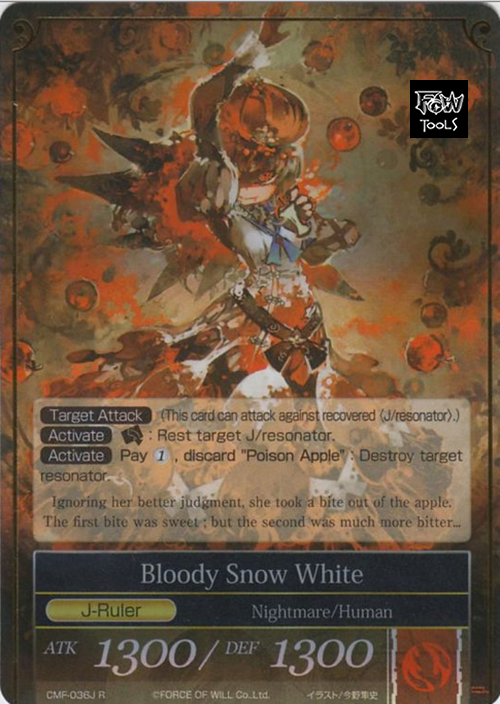 FoW
TOOLS
Target Attack (This card can attack against recovered ⟨J/resonator⟩.)
Activate : Rest target J/resonator.
Activate Pay 1 , discard "Poison Apple" : Destroy target
resonator.
Ignoring her better judgment, she took a bite out of the apple.
The first bite was sweet ; but the second was much more bitter...
Bloody Snow White
J-Ruler Nightmare/Human
ATK 1300 / DEF 1300
CMF-036J R ©FORCE OF WILL Co.Ltd. イラスト/今野隼史